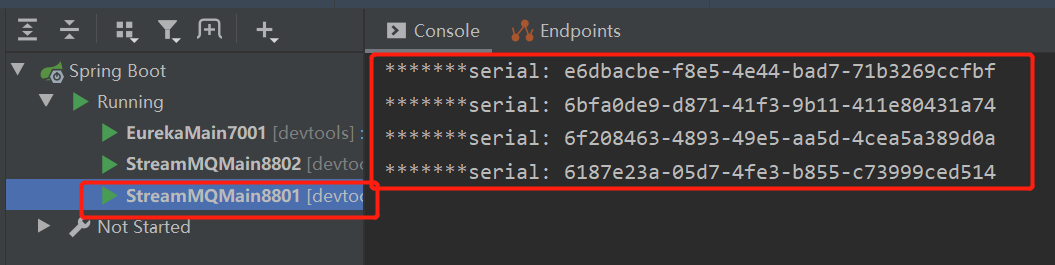 Console
Endpoints
Spring Boot
Running
EurekaMain7001 [devtools] :
StreamMQMain8802 [devtoo
StreamMQMain8801 [devtoo
Not Started
*******serial: e6dbacbe-f8e5-4e44-bad7-71b3269ccfbf
*******serial: 6bfa0de9-d871-41f3-9b11-411e80431a74
*******serial: 6f208463-4893-49e5-aa5d-4cea5a389d0a
*******serial: 6187e23a-05d7-4fe3-b855-c73999ced514